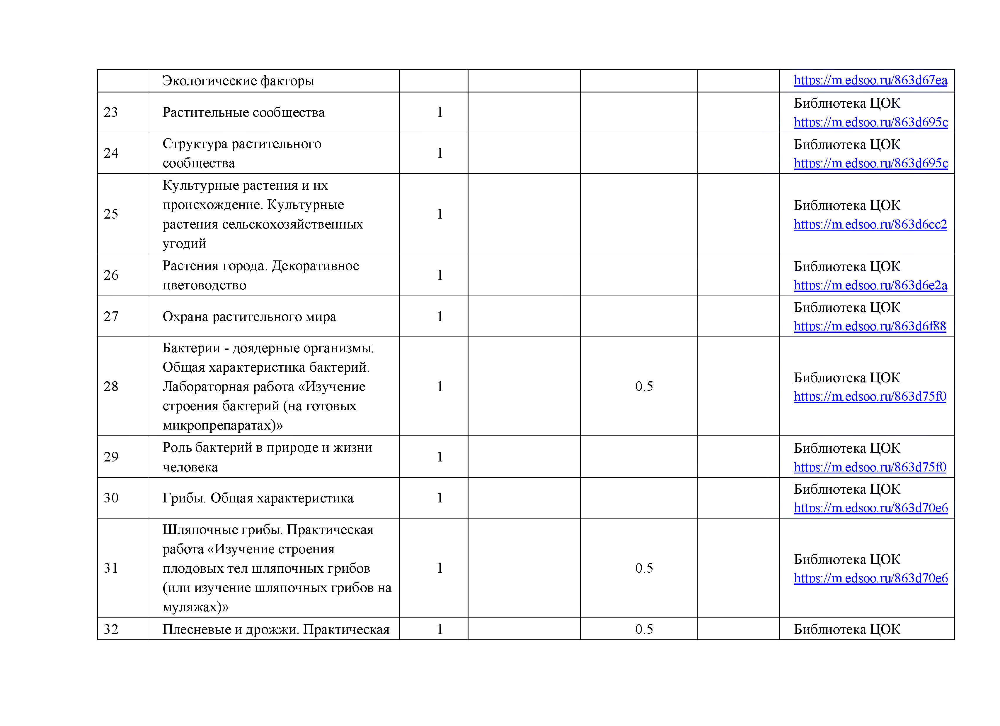 Экологические факторы
https://m.edsoo.ru/863d67ea
23
Растительные сообщества
1
Библиотека ЦОК
https://m.edsoo.ru/863d695c
24
Структура растительного
сообщества
1
Библиотека ЦОК
https://m.edsoo.ru/863d695c
25
Культурные растения и их
происхождение. Культурные
растения сельскохозяйственных
угодий
1
Библиотека ЦОК
https://m.edsoo.ru/863d6cc2
26
Растения города. Декоративное
цветоводство
1
Библиотека ЦОК
https://m.edsoo.ru/863d6e2a
27
Охрана растительного мира
1
Библиотека ЦОК
https://m.edsoo.ru/863d6f88
28
Бактерии - доядерные организмы.
Общая характеристика бактерий.
Лабораторная работа «Изучение
строения бактерий (на готовых
микропрепаратах)»
1
0.5
Библиотека ЦОК
https://m.edsoo.ru/863d75f0
29
Роль бактерий в природе и жизни
человека
1
Библиотека ЦОК
https://m.edsoo.ru/863d75f0
30
Грибы. Общая характеристика
1
Библиотека ЦОК
https://m.edsoo.ru/863d70e6
31
Шляпочные грибы. Практическая
работа «Изучение строения
плодовых тел шляпочных грибов
(или изучение шляпочных грибов на
муляжах)»
1
0.5
Библиотека ЦОК
https://m.edsoo.ru/863d70e6
32
Плесневые и дрожжи. Практическая
1
0.5
Библиотека ЦОК